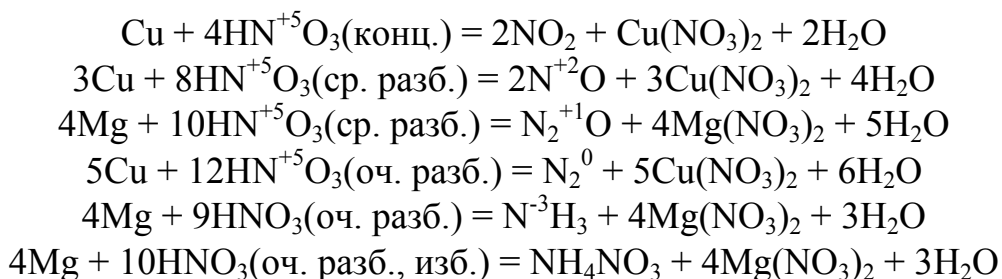 Cu + 4HN⁺⁵O₃(конц.) = 2NO₂ + Cu(NO₃)₂ + 2H₂O
3Cu + 8HN⁺⁵O₃(ср. разб.) = 2N⁺²O + 3Cu(NO₃)₂ + 4H₂O
4Mg + 10HN⁺⁵O₃(ср. разб.) = N₂⁺¹O + 4Mg(NO₃)₂ + 5H₂O
5Cu + 12HN⁺⁵O₃(оч. разб.) = N₂⁰ + 5Cu(NO₃)₂ + 6H₂O
4Mg + 9HNO₃(оч. разб.) = N⁻³H₃ + 4Mg(NO₃)₂ + 3H₂O
4Mg + 10HNO₃(оч. разб., изб.) = NH₄NO₃ + 4Mg(NO₃)₂ + 3H₂O